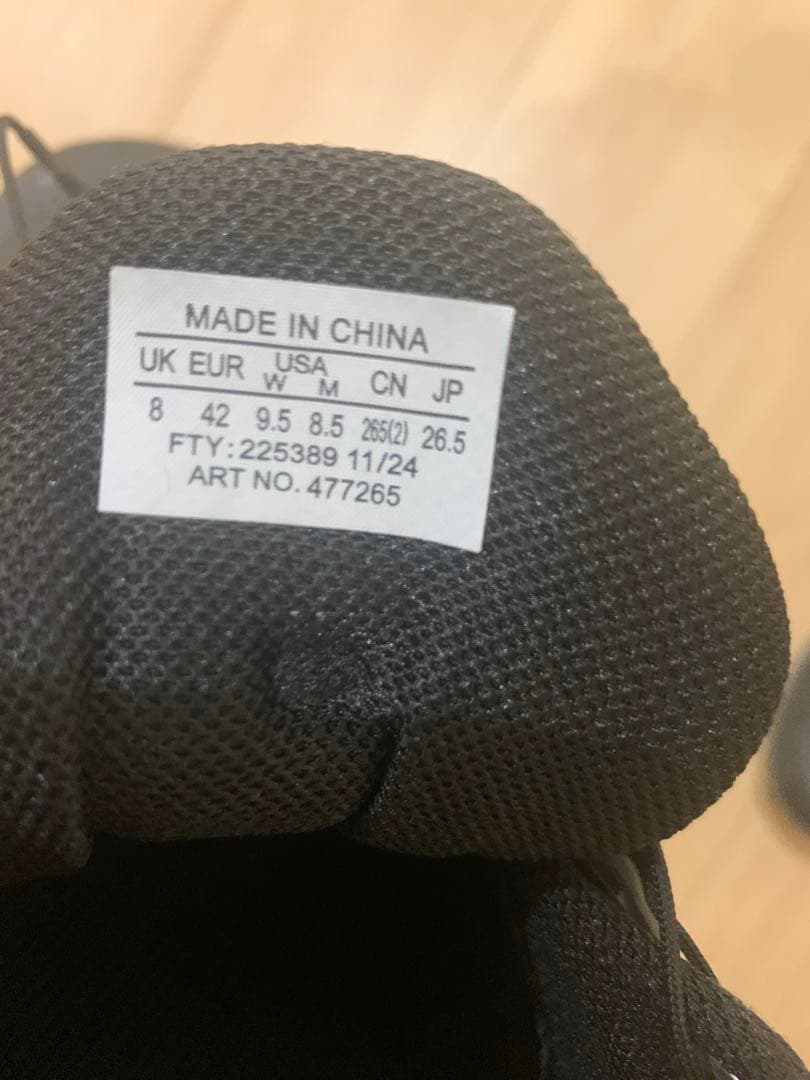 MADE IN CHINA
UK EUR USA W M CN JP
8 42 9.5 8.5 265(2) 26.5
FTY: 225389 11/24
ART NO. 477265